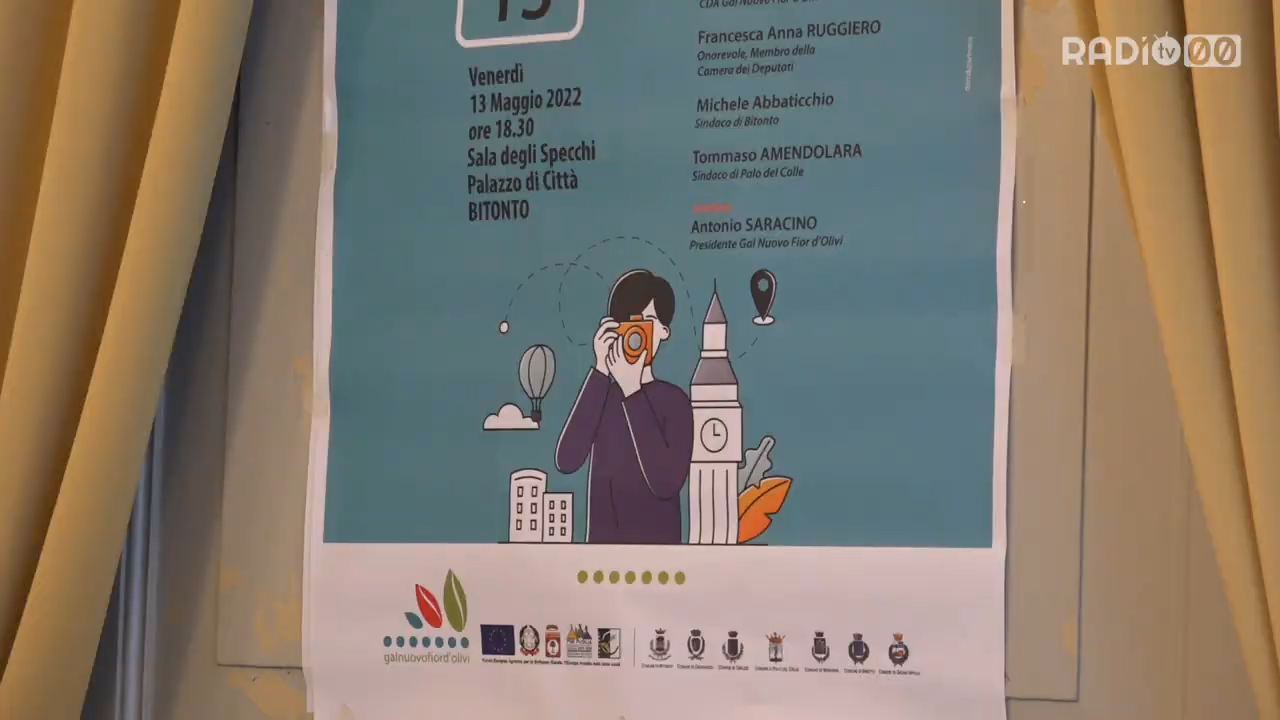 RADIO tv 00
13
Venerdì
13 Maggio 2022
ore 18.30
Sala degli Specchi
Palazzo di Città
BITONTO
Francesca Anna RUGGIERO
Onorevole, Membro della
Camera dei Deputati
Michele Abbaticchio
Sindaco di Bitonto
Tommaso AMENDOLARA
Sindaco di Palo del Colle
Antonio SARACINO
Presidente Gal Nuovo Fior d'Olivi
galnuovofiord'olivi